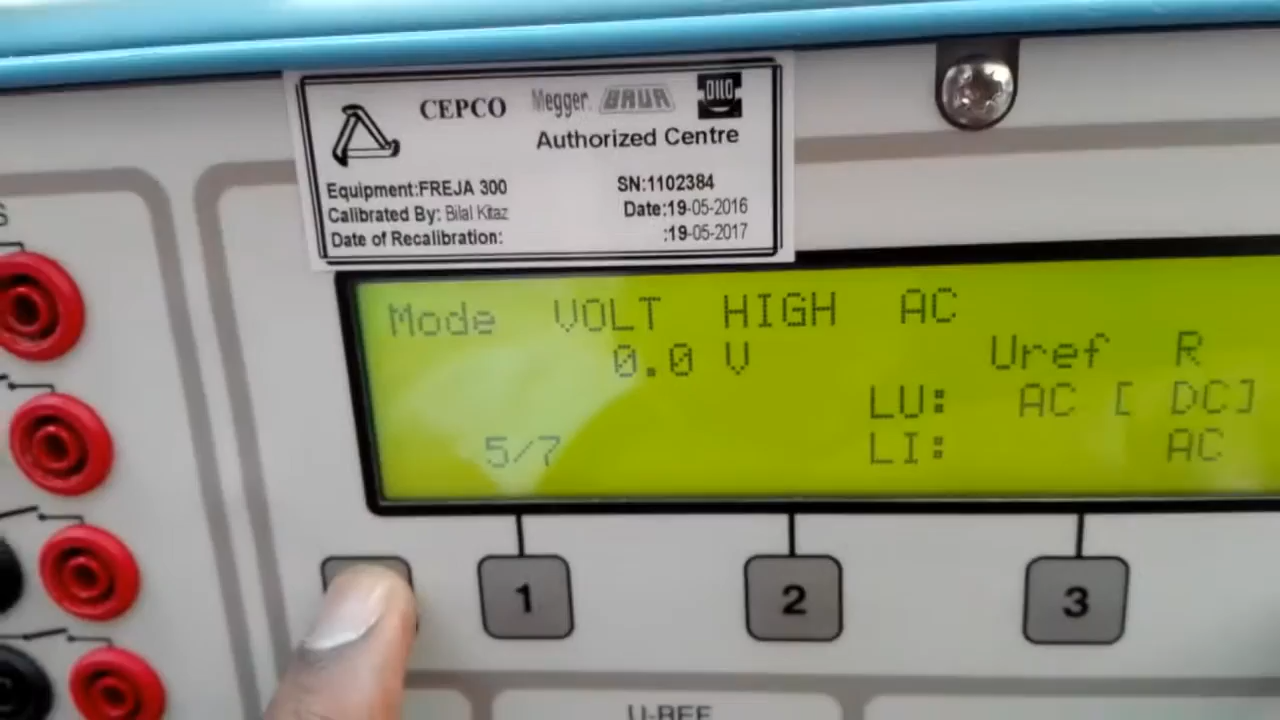 CEPCO Megger. BAUR DILO
Authorized Centre
Equipment:FREJA 300 SN:1102384
Calibrated By: Bilal Kitaz Date:19-05-2016
Date of Recalibration: :19-05-2017
Mode VOLT HIGH AC
0.0 V Uref R
LU: AC [ DC]
5/7 LI: AC
1 2 3
U-REF